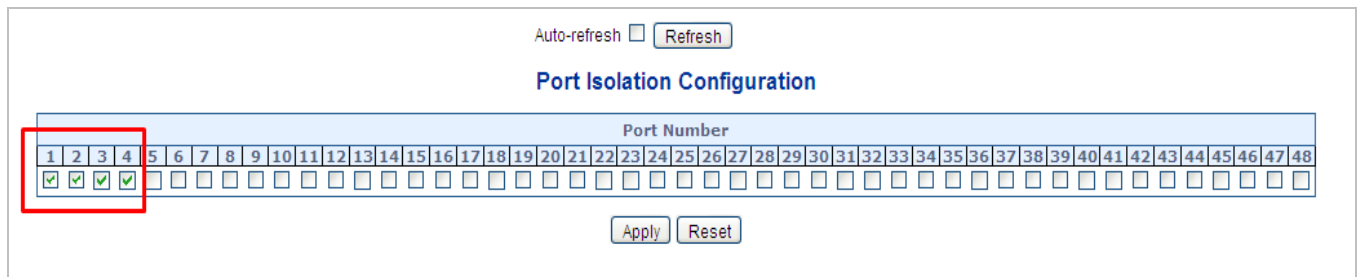 Auto-refresh Refresh
Port Isolation Configuration
Port Number
1 2 3 4 5 6 7 8 9 10 11 12 13 14 15 16 17 18 19 20 21 22 23 24 25 26 27 28 29 30 31 32 33 34 35 36 37 38 39 40 41 42 43 44 45 46 47 48
Apply Reset